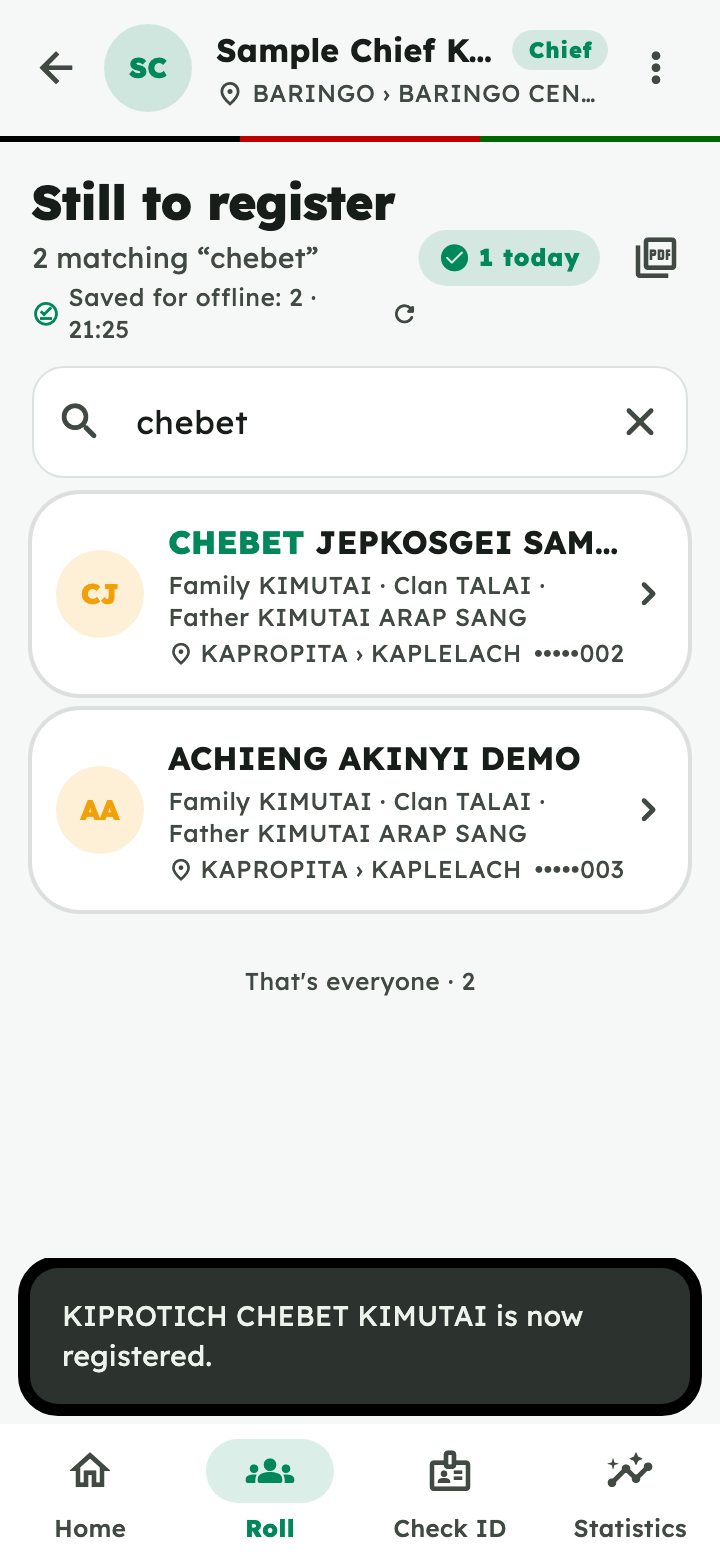 SC
Sample Chief K... Chief
BARINGO › BARINGO CEN...
Still to register
2 matching “chebet”
1 today
PDF
Saved for offline: 2 ·
21:25
chebet
CJ
CHEBET JEPKOSGEI SAM...
Family KIMUTAI · Clan TALAI ·
Father KIMUTAI ARAP SANG
KAPROPITA › KAPLELACH •••••002
AA
ACHIENG AKINYI DEMO
Family KIMUTAI · Clan TALAI ·
Father KIMUTAI ARAP SANG
KAPROPITA › KAPLELACH •••••003
That's everyone · 2
KIPROTICH CHEBET KIMUTAI is now
registered.
Home Roll Check ID Statistics